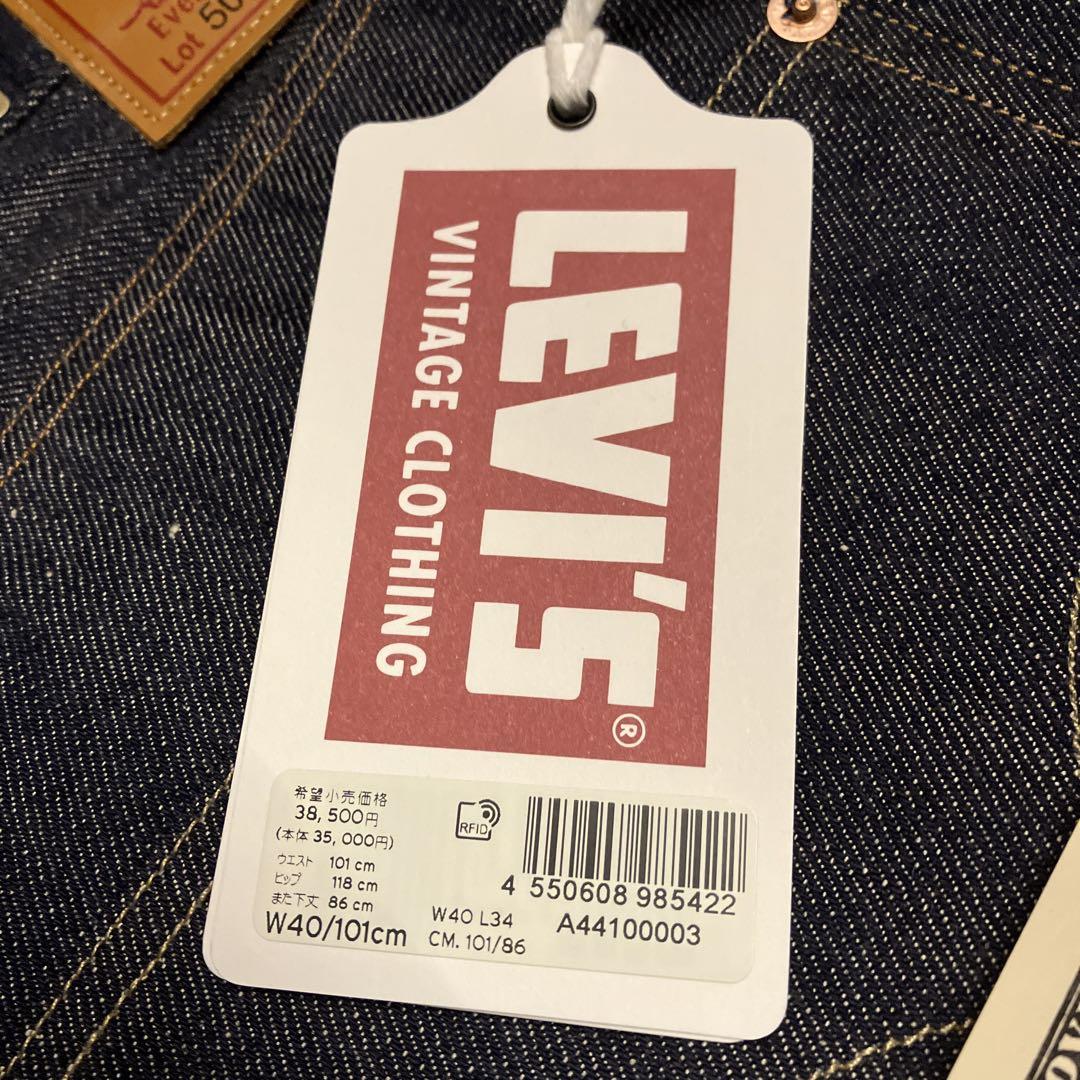 Lot 50
LEVI'S®
VINTAGE CLOTHING
希望小売価格
38,500円
(本体 35,000円)
ウエスト 101 cm
ヒップ 118 cm
また下丈 86 cm
W40/101cm
RFID
W40 L34
CM. 101/86
4 550608 985422
A44100003